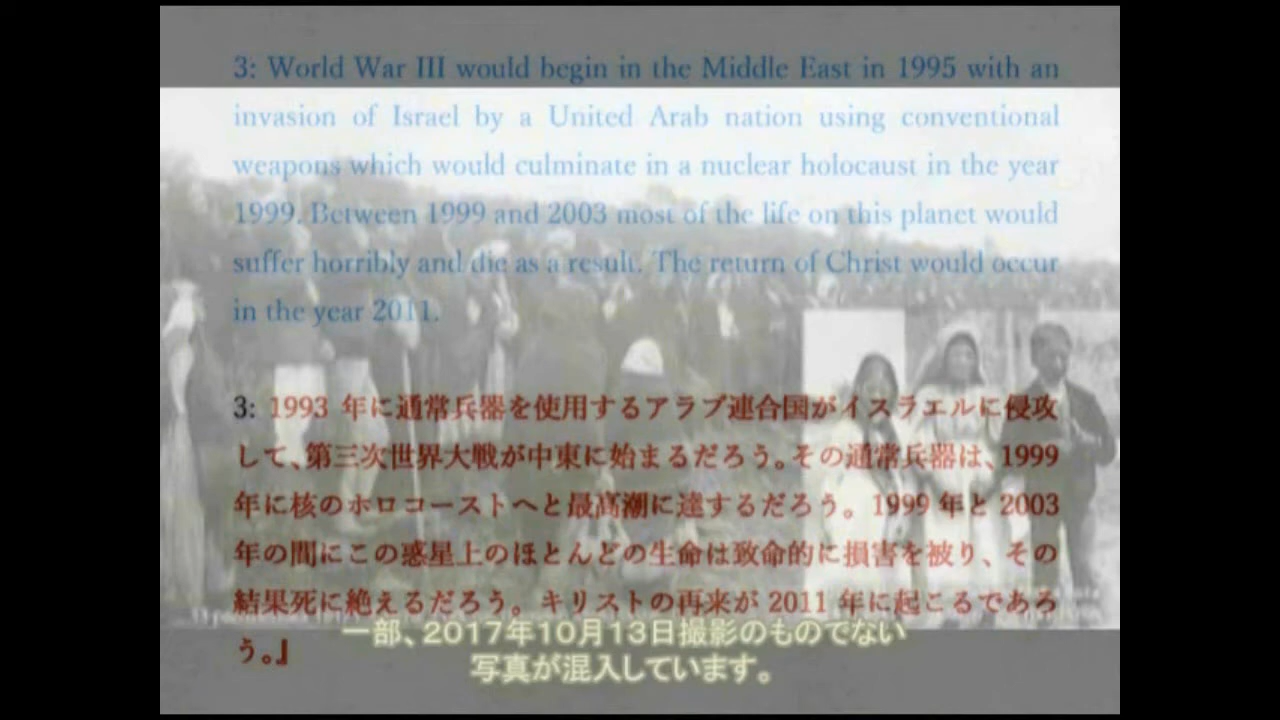 3: World War III would begin in the Middle East in 1995 with an
invasion of Israel by a United Arab nation using conventional
weapons which would culminate in a nuclear holocaust in the year
1999. Between 1999 and 2003 most of the life on this planet would
suffer horribly and die as a result. The return of Christ would occur
in the year 2011.
3: 1993 年に通常兵器を使用するアラブ連合国がイスラエルに侵攻
して、第三次世界大戦が中東に始まるだろう。その通常兵器は、1999
年に核のホロコーストへと最高潮に達するだろう。1999 年と 2003
年の間にこの惑星上のほとんどの生命は致命的に損害を被り、その
結果死に絶えるだろう。キリストの再来が 2011 年に起こるであろ
う。』
一部、2017年10月13日撮影のものでない
写真が混入しています。